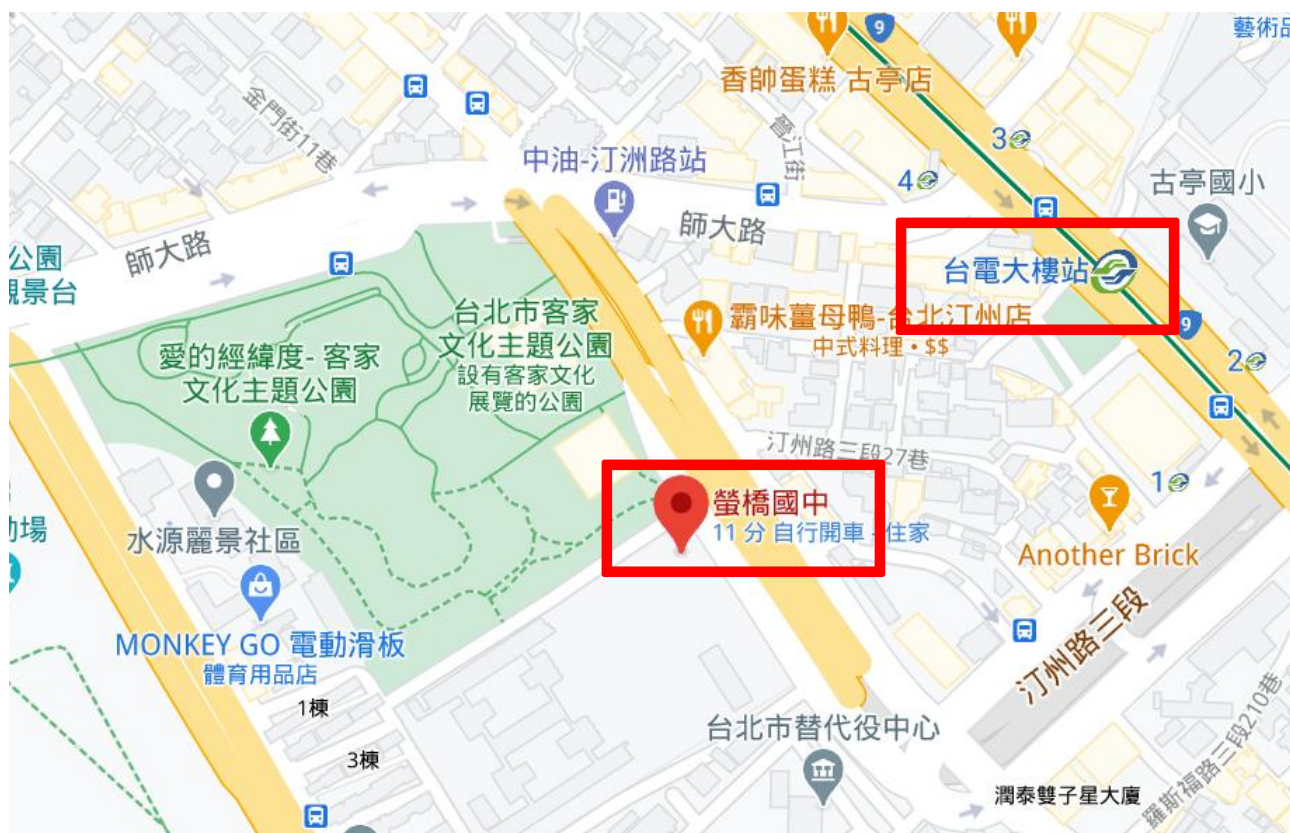 9
藝術品
香帥蛋糕 古亭店
金門街11巷
晉江街
3
中油-汀洲路站
4
古亭國小
師大路
師大路
公園
觀景台
台電大樓站
台北市客家
文化主題公園
設有客家文化
展覽的公園
霸味薑母鴨-台北汀州店
中式料理・$$
9
愛的經緯度- 客家
文化主題公園
2
汀州路三段27巷
螢橋國中
11 分 自行開車 - 住家
1
水源麗景社區
動場
Another Brick
MONKEY GO 電動滑板
體育用品店
汀州路三段
1棟
台北市替代役中心
3棟
潤泰雙子星大廈
羅斯福路三段210巷